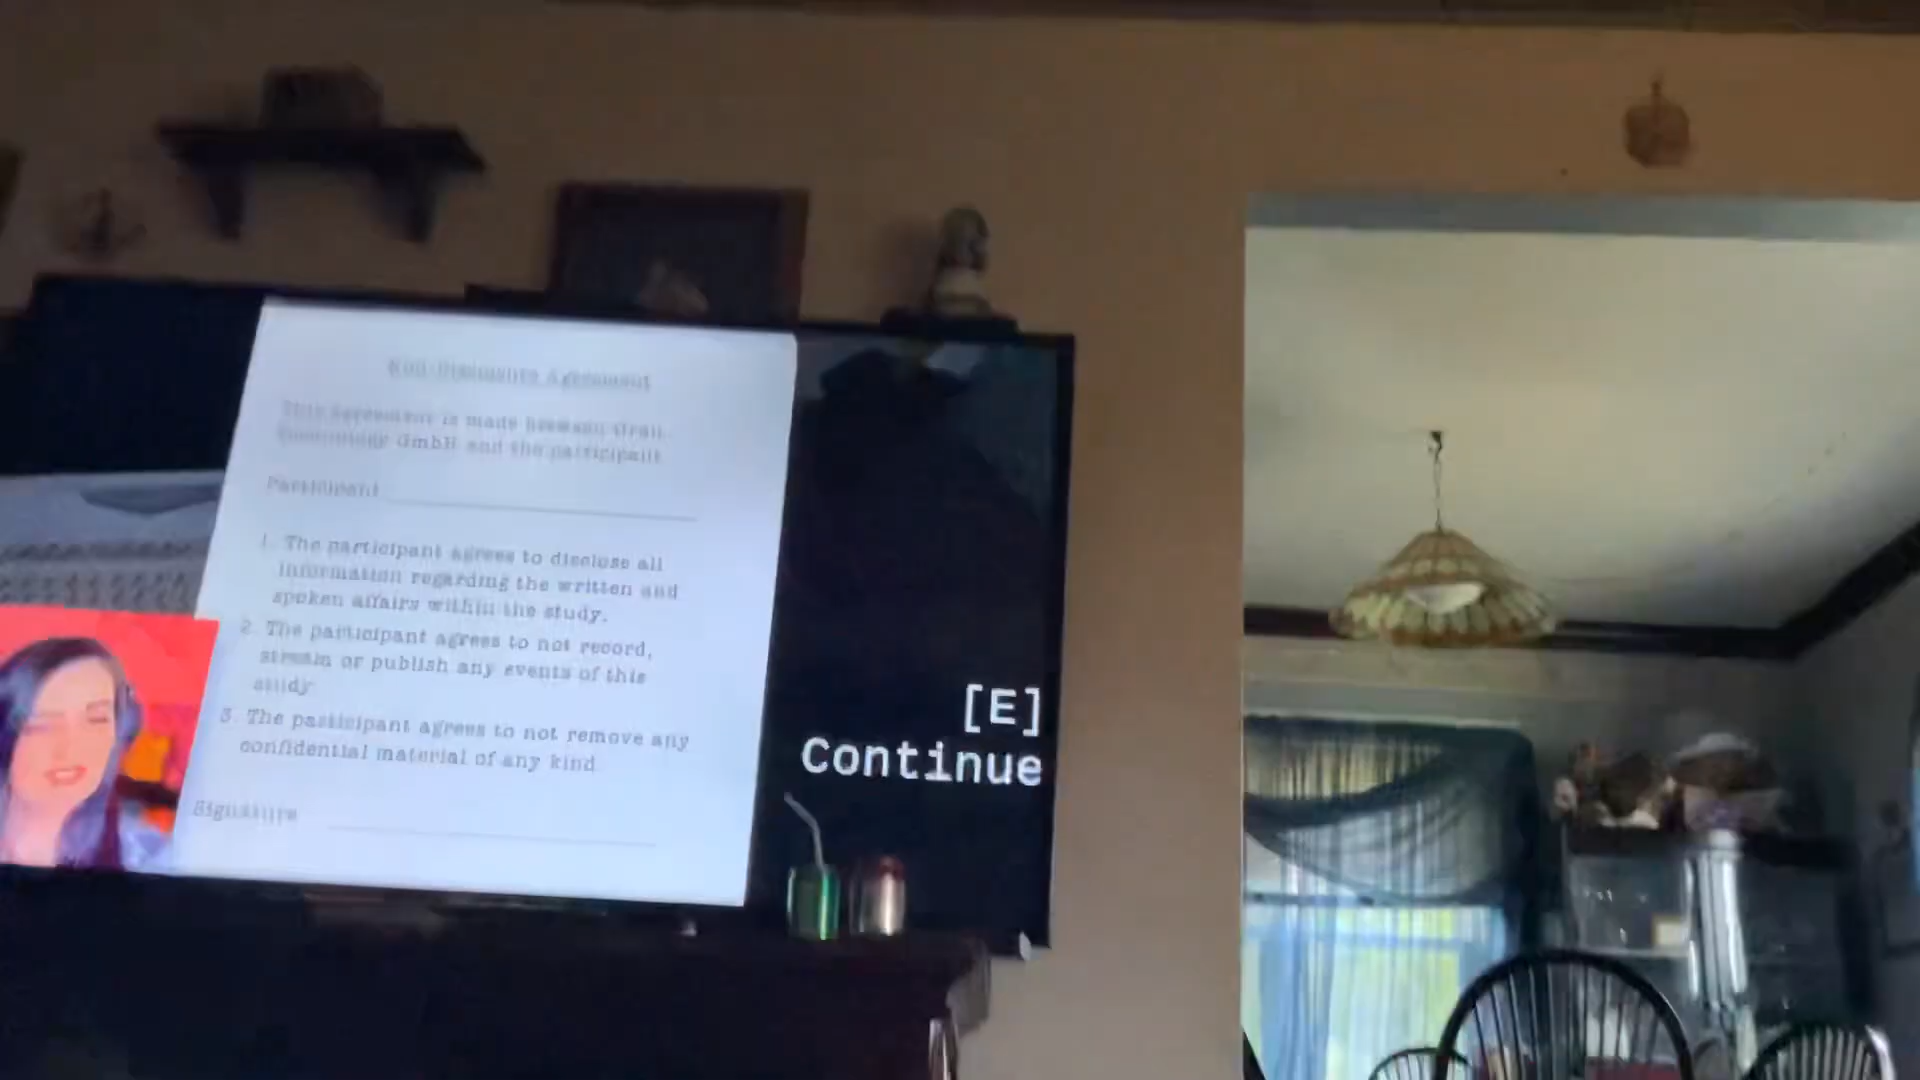 Non-Disclosure Agreement
This agreement is made between
GmbH and the participant
Participant
1. The participant agrees to disclose all
information regarding the written and
spoken affairs within the study.
2. The participant agrees to not record,
stream or publish any events of this
study
3. The participant agrees to not remove any
confidential material of any kind
Signature
[E]
Continue